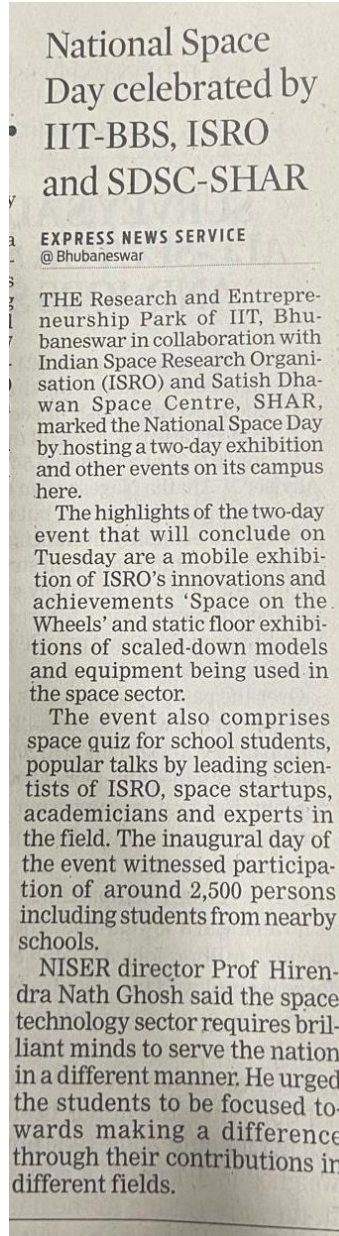 National Space
Day celebrated by
IIT-BBS, ISRO
and SDSC-SHAR
EXPRESS NEWS SERVICE
@ Bhubaneswar
THE Research and Entrepre-
neurship Park of IIT, Bhu-
baneswar in collaboration with
Indian Space Research Organi-
sation (ISRO) and Satish Dha-
wan Space Centre, SHAR,
marked the National Space Day
by hosting a two-day exhibition
and other events on its campus
here.
The highlights of the two-day
event that will conclude on
Tuesday are a mobile exhibi-
tion of ISRO's innovations and
achievements 'Space on the
Wheels' and static floor exhibi-
tions of scaled-down models
and equipment being used in
the space sector.
The event also comprises
space quiz for school students,
popular talks by leading scien-
tists of ISRO, space startups,
academicians and experts in
the field. The inaugural day of
the event witnessed participa-
tion of around 2,500 persons
including students from nearby
schools.
NISER director Prof Hiren-
dra Nath Ghosh said the space
technology sector requires bril-
liant minds to serve the nation
in a different manner. He urged
the students to be focused to-
wards making a difference
through their contributions in
different fields.